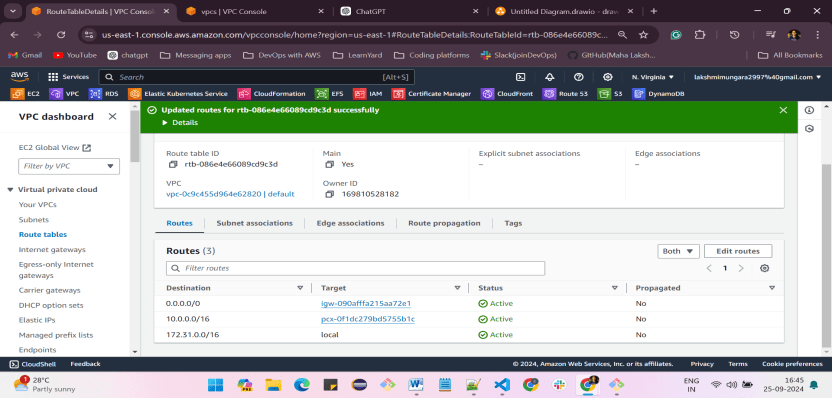 RouteTableDetails | VPC Consol
vpcs | VPC Console
ChatGPT
Untitled Diagram.drawio - draw
us-east-1.console.aws.amazon.com/vpcconsole/home?region=us-east-1#RouteTableDetails:RouteTableId=rtb-086e4e66089c...
Gmail YouTube chatgpt Messaging apps DevOps with AWS LearnYard Coding platforms Slack(JoinDevOps) GitHub(Maha Laksh... All Bookmarks
aws Services Search [Alt+S] N. Virginia lakshmimungara2997%40gmail.com
EC2 VPC RDS Elastic Kubernetes Service CloudFormation EFS IAM Certificate Manager CloudFront Route 53 S3 DynamoDB
VPC dashboard
EC2 Global View
Filter by VPC
Virtual private cloud
Your VPCs
Subnets
Route tables
Internet gateways
Egress-only Internet
gateways
Carrier gateways
DHCP option sets
Elastic IPs
Managed prefix lists
Endpoints
Updated routes for rtb-086e4e66089cd9c3d successfully
Details
Route table ID
rtb-086e4e66089cd9c3d
Main
Yes
Explicit subnet associations
–
Edge associations
–
VPC
vpc-0c9c455d964e62820 | default
Owner ID
169810528182
Routes Subnet associations Edge associations Route propagation Tags
Routes (3)
Both
Edit routes
Filter routes
1
Destination Target Status Propagated
0.0.0.0/0 igw-090afffa215aa72e1 Active No
10.0.0.0/16 pcx-0f1dc279bd5755b1c Active No
172.31.0.0/16 local Active No
CloudShell Feedback © 2024, Amazon Web Services, Inc. or its affiliates. Privacy Terms Cookie preferences
28°C
Partly sunny
ENG
IN
16:45
25-09-2024